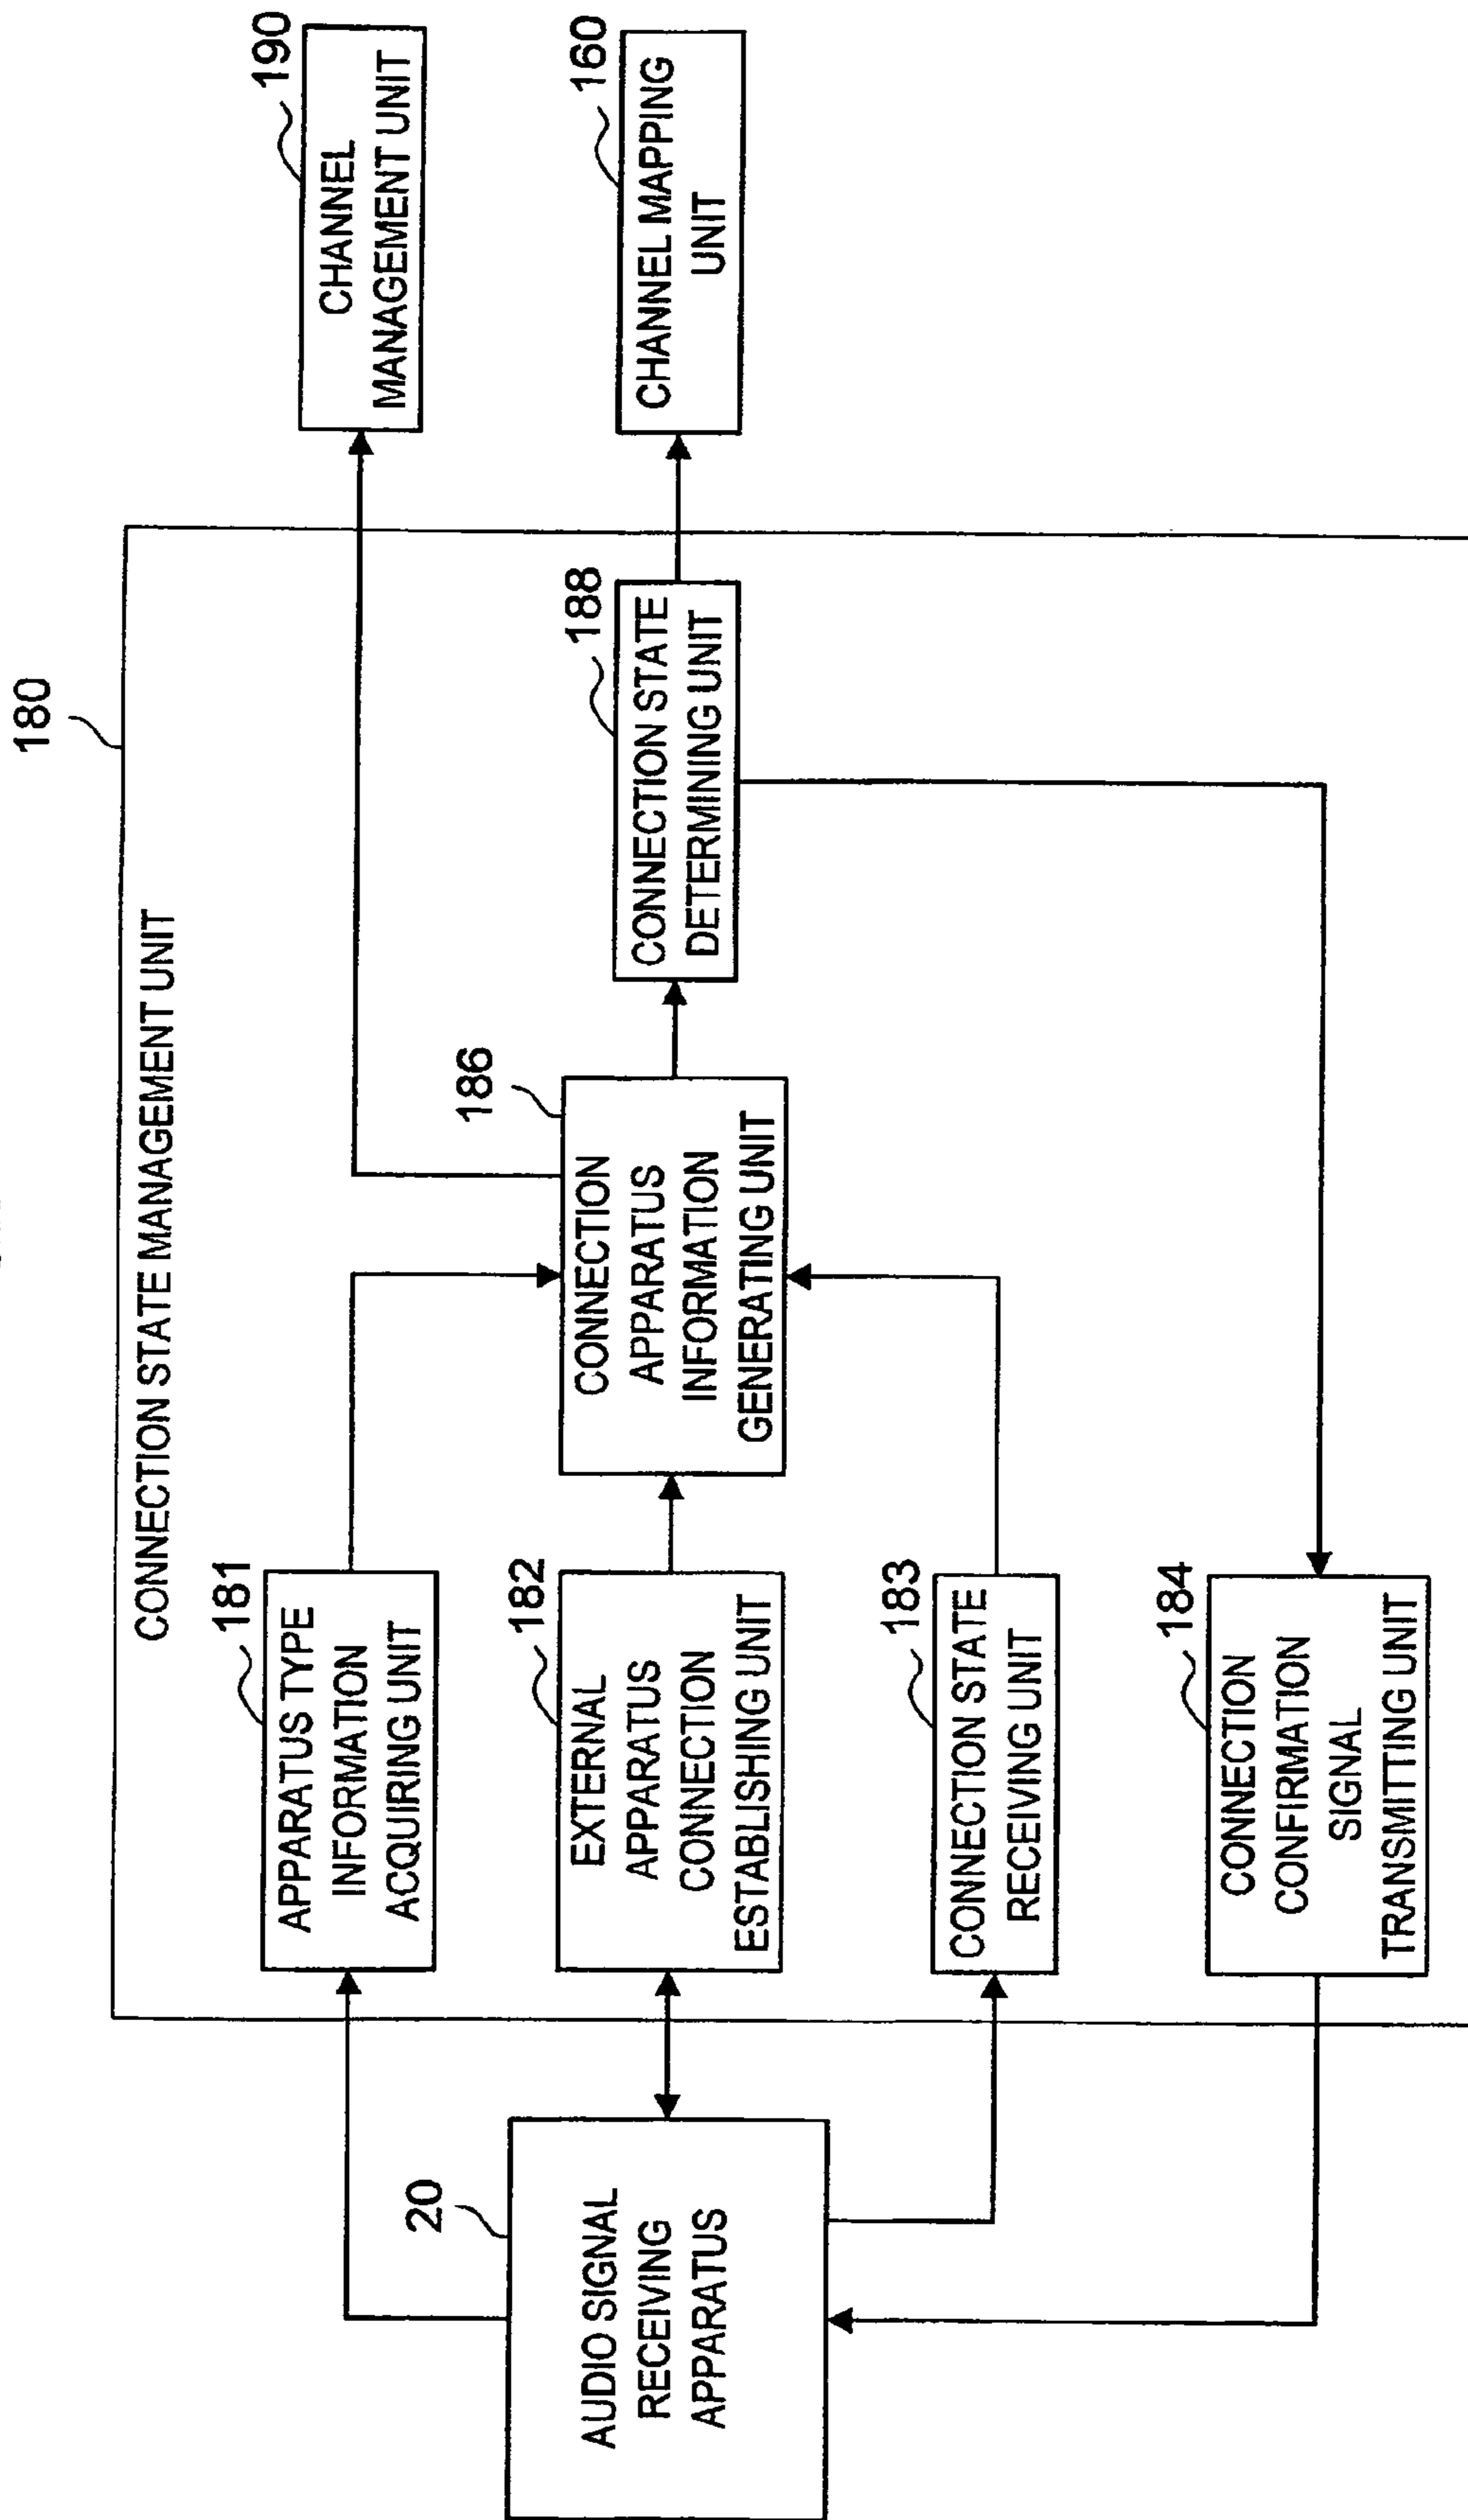 180
CONNECTION STATE MANAGEMENT UNIT
20
AUDIO SIGNAL
RECEIVING
APPARATUS
181
APPARATUS TYPE
INFORMATION
ACQUIRING UNIT
182
EXTERNAL
APPARATUS
CONNECTION
ESTABLISHING UNIT
183
CONNECTION STATE
RECEIVING UNIT
184
CONNECTION
CONFIRMATION
SIGNAL
TRANSMITTING UNIT
186
CONNECTION
APPARATUS
INFORMATION
GENERATING UNIT
188
CONNECTION STATE
DETERMINING UNIT
190
CHANNEL
MANAGEMENT UNIT
160
CHANNEL MAPPING
UNIT